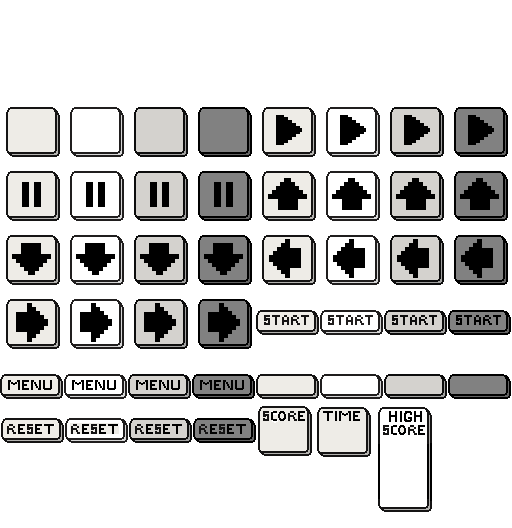 START START START START
MENU MENU MENU MENU
RESET RESET RESET RESET
SCORE TIME HIGH
SCORE